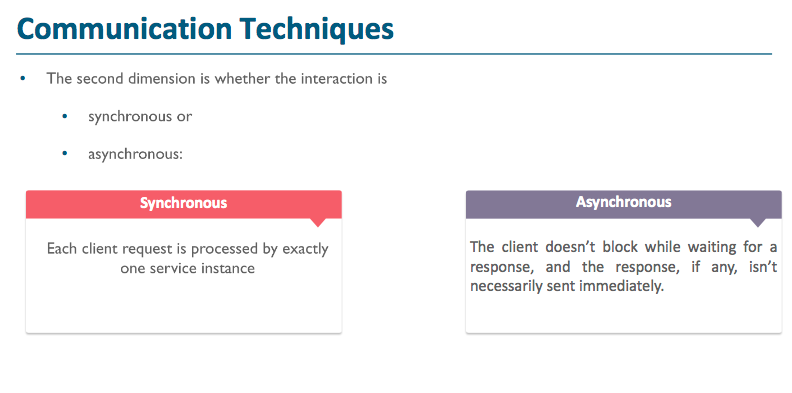 Communication Techniques
• The second dimension is whether the interaction is
• synchronous or
• asynchronous:
Synchronous
Each client request is processed by exactly
one service instance
Asynchronous
The client doesn’t block while waiting for a
response, and the response, if any, isn’t
necessarily sent immediately.